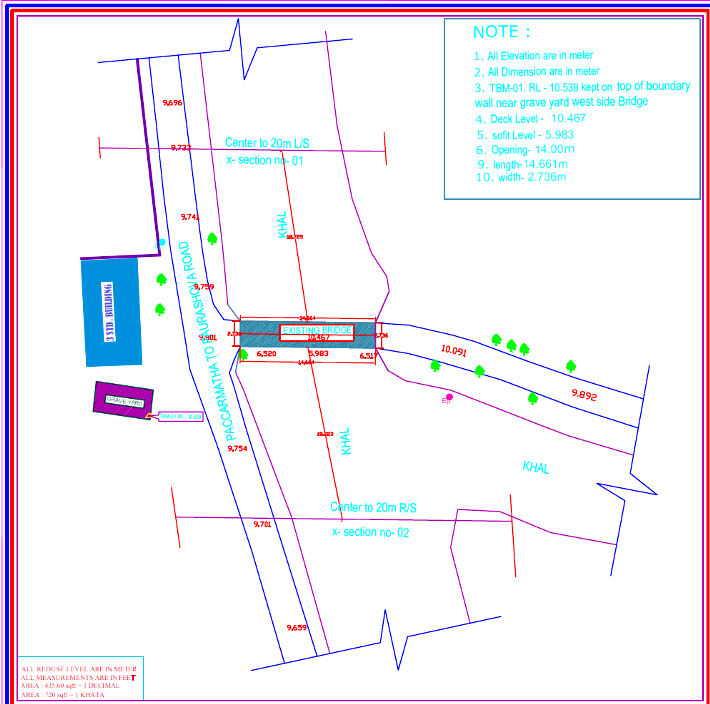 NOTE :
1. All Elevation are in meter
2. All Dimension are in meter
3. TBM-01. RL - 10.539 kept on top of boundary
wall near grave yard west side Bridge
4. Deck Level - 10.467
5. sofit Level - 5.983
6. Opening- 14.00m
9. length-14.661m
10. width- 2.736m
9.696
9.733
Center to 20m L/S
x- section no- 01
9.741
KHAL
PACCARMATHA TO GAURASHOVA ROAD
9.759
3 STD. BUILDING
EXISTING BRIDGE
10.467
2.736
6.520
5.983
6.517
10.091
9.892
GRAVE YARD
EP
9.754
KHAL
KHAL
Center to 20m R/S
x- section no- 02
9.701
9.659
ALL REDUSE LEVEL ARE IN METER
ALL MEASUREMENTS ARE IN FEET
AREA : 435.60 sqft = 1 DECIMAL
AREA : 720 sqft = 1 KHATA